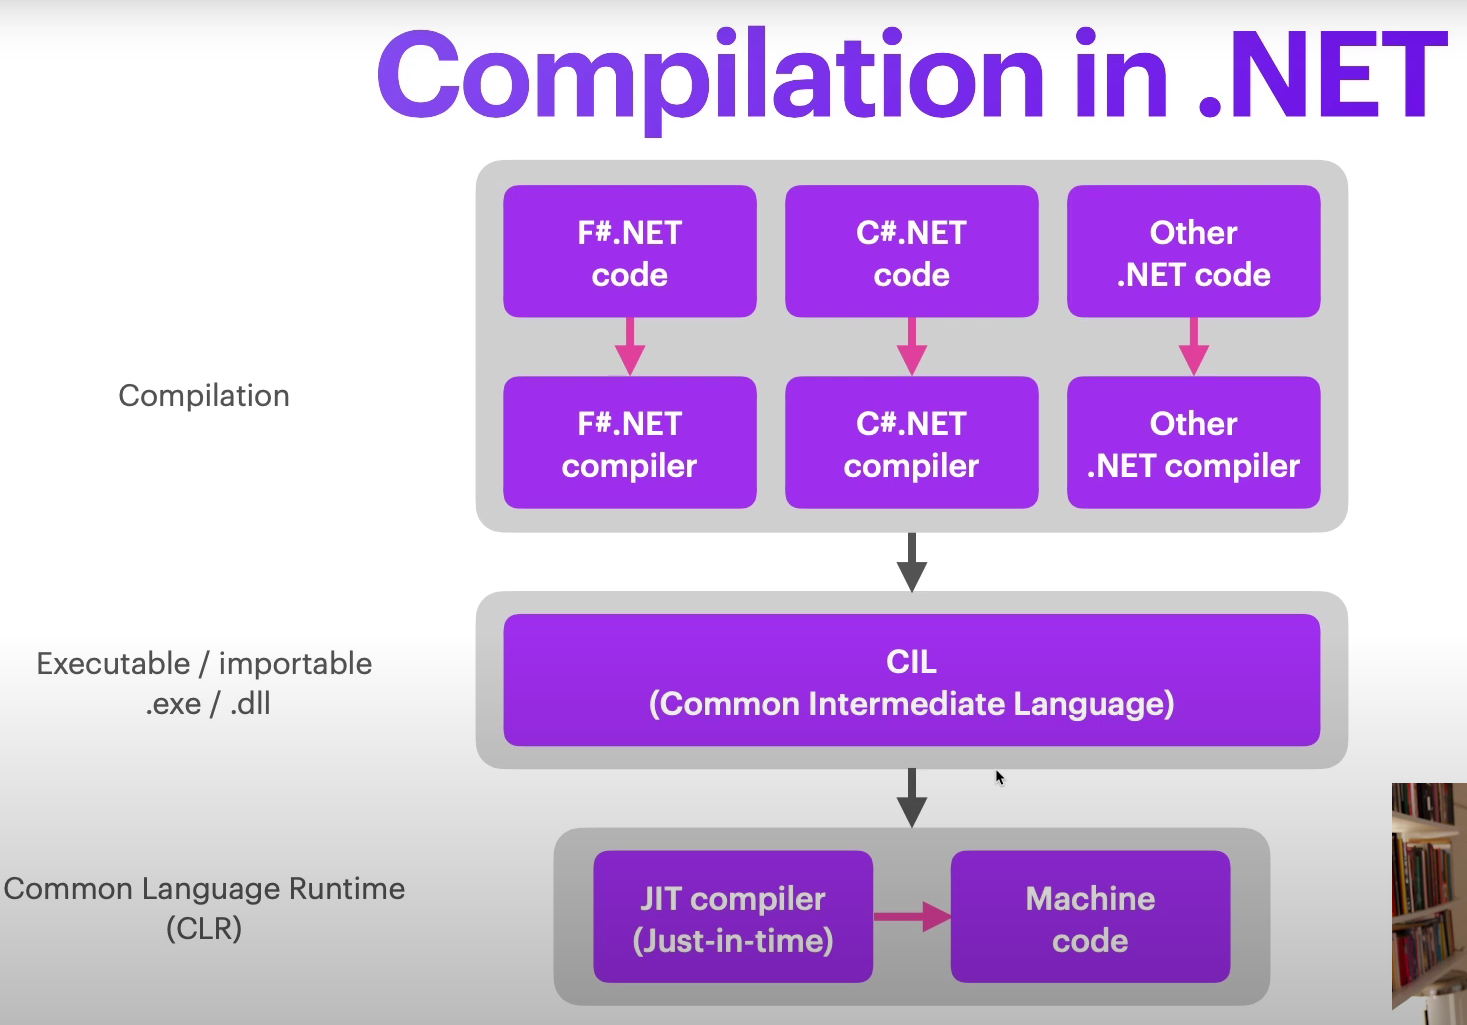 Compilation in .NET
F#.NET
code
C#.NET
code
Other
.NET code
Compilation
F#.NET
compiler
C#.NET
compiler
Other
.NET compiler
Executable / importable
.exe / .dll
CIL
(Common Intermediate Language)
Common Language Runtime
(CLR)
JIT compiler
(Just-in-time)
Machine
code